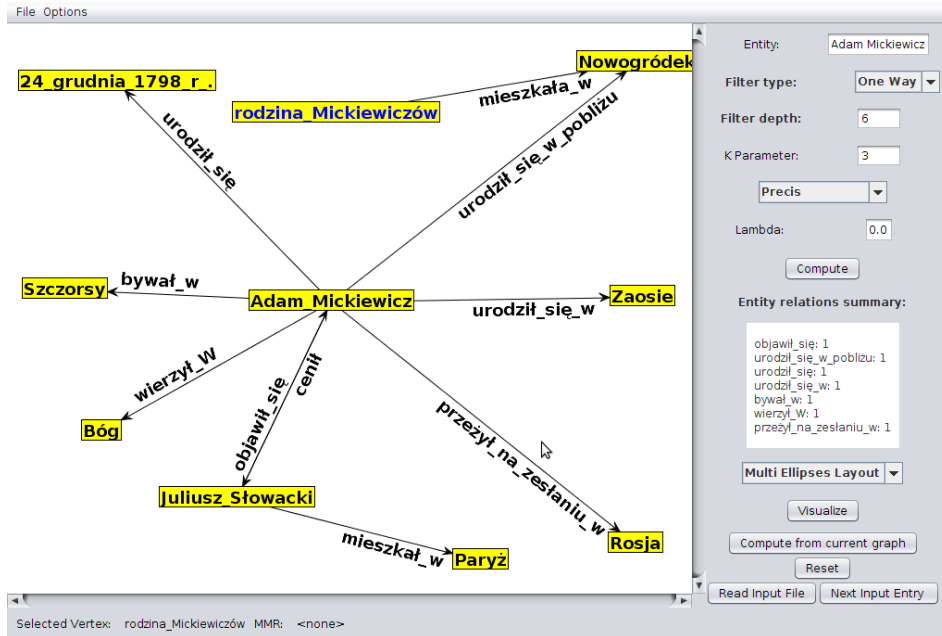 File Options
24_grudnia_1798_r_.
Nowogródek
rodzina_Mickiewiczów
mieszkała_w
urodził_się
urodził_się_w_pobliżu
Szczorsy
bywał_w
Adam_Mickiewicz
urodził_się_w
Zaosie
wierzył_W
objawił_się
cenił
przeżył_na_zesłaniu_w
Bóg
Juliusz_Słowacki
mieszkał_w
Paryż
Rosja
Entity: Adam Mickiewicz
Filter type: One Way
Filter depth: 6
K Parameter: 3
Precis
Lambda: 0.0
Compute
Entity relations summary:
objawił_się: 1
urodził_się_w_pobliżu: 1
urodził_się: 1
urodził_się_w: 1
bywał_w: 1
wierzył_W: 1
przeżył_na_zesłaniu_w: 1
Multi Ellipses Layout
Visualize
Compute from current graph
Reset
Read Input File Next Input Entry
Selected Vertex: rodzina_Mickiewiczów MMR: <none>